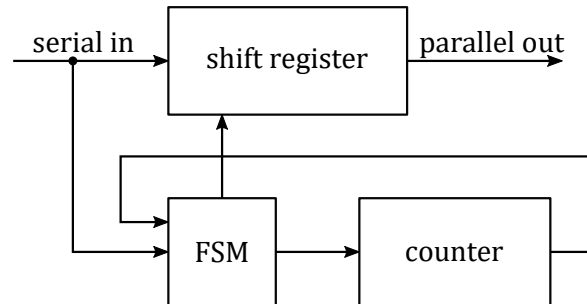 serial in
shift register
parallel out
FSM
counter